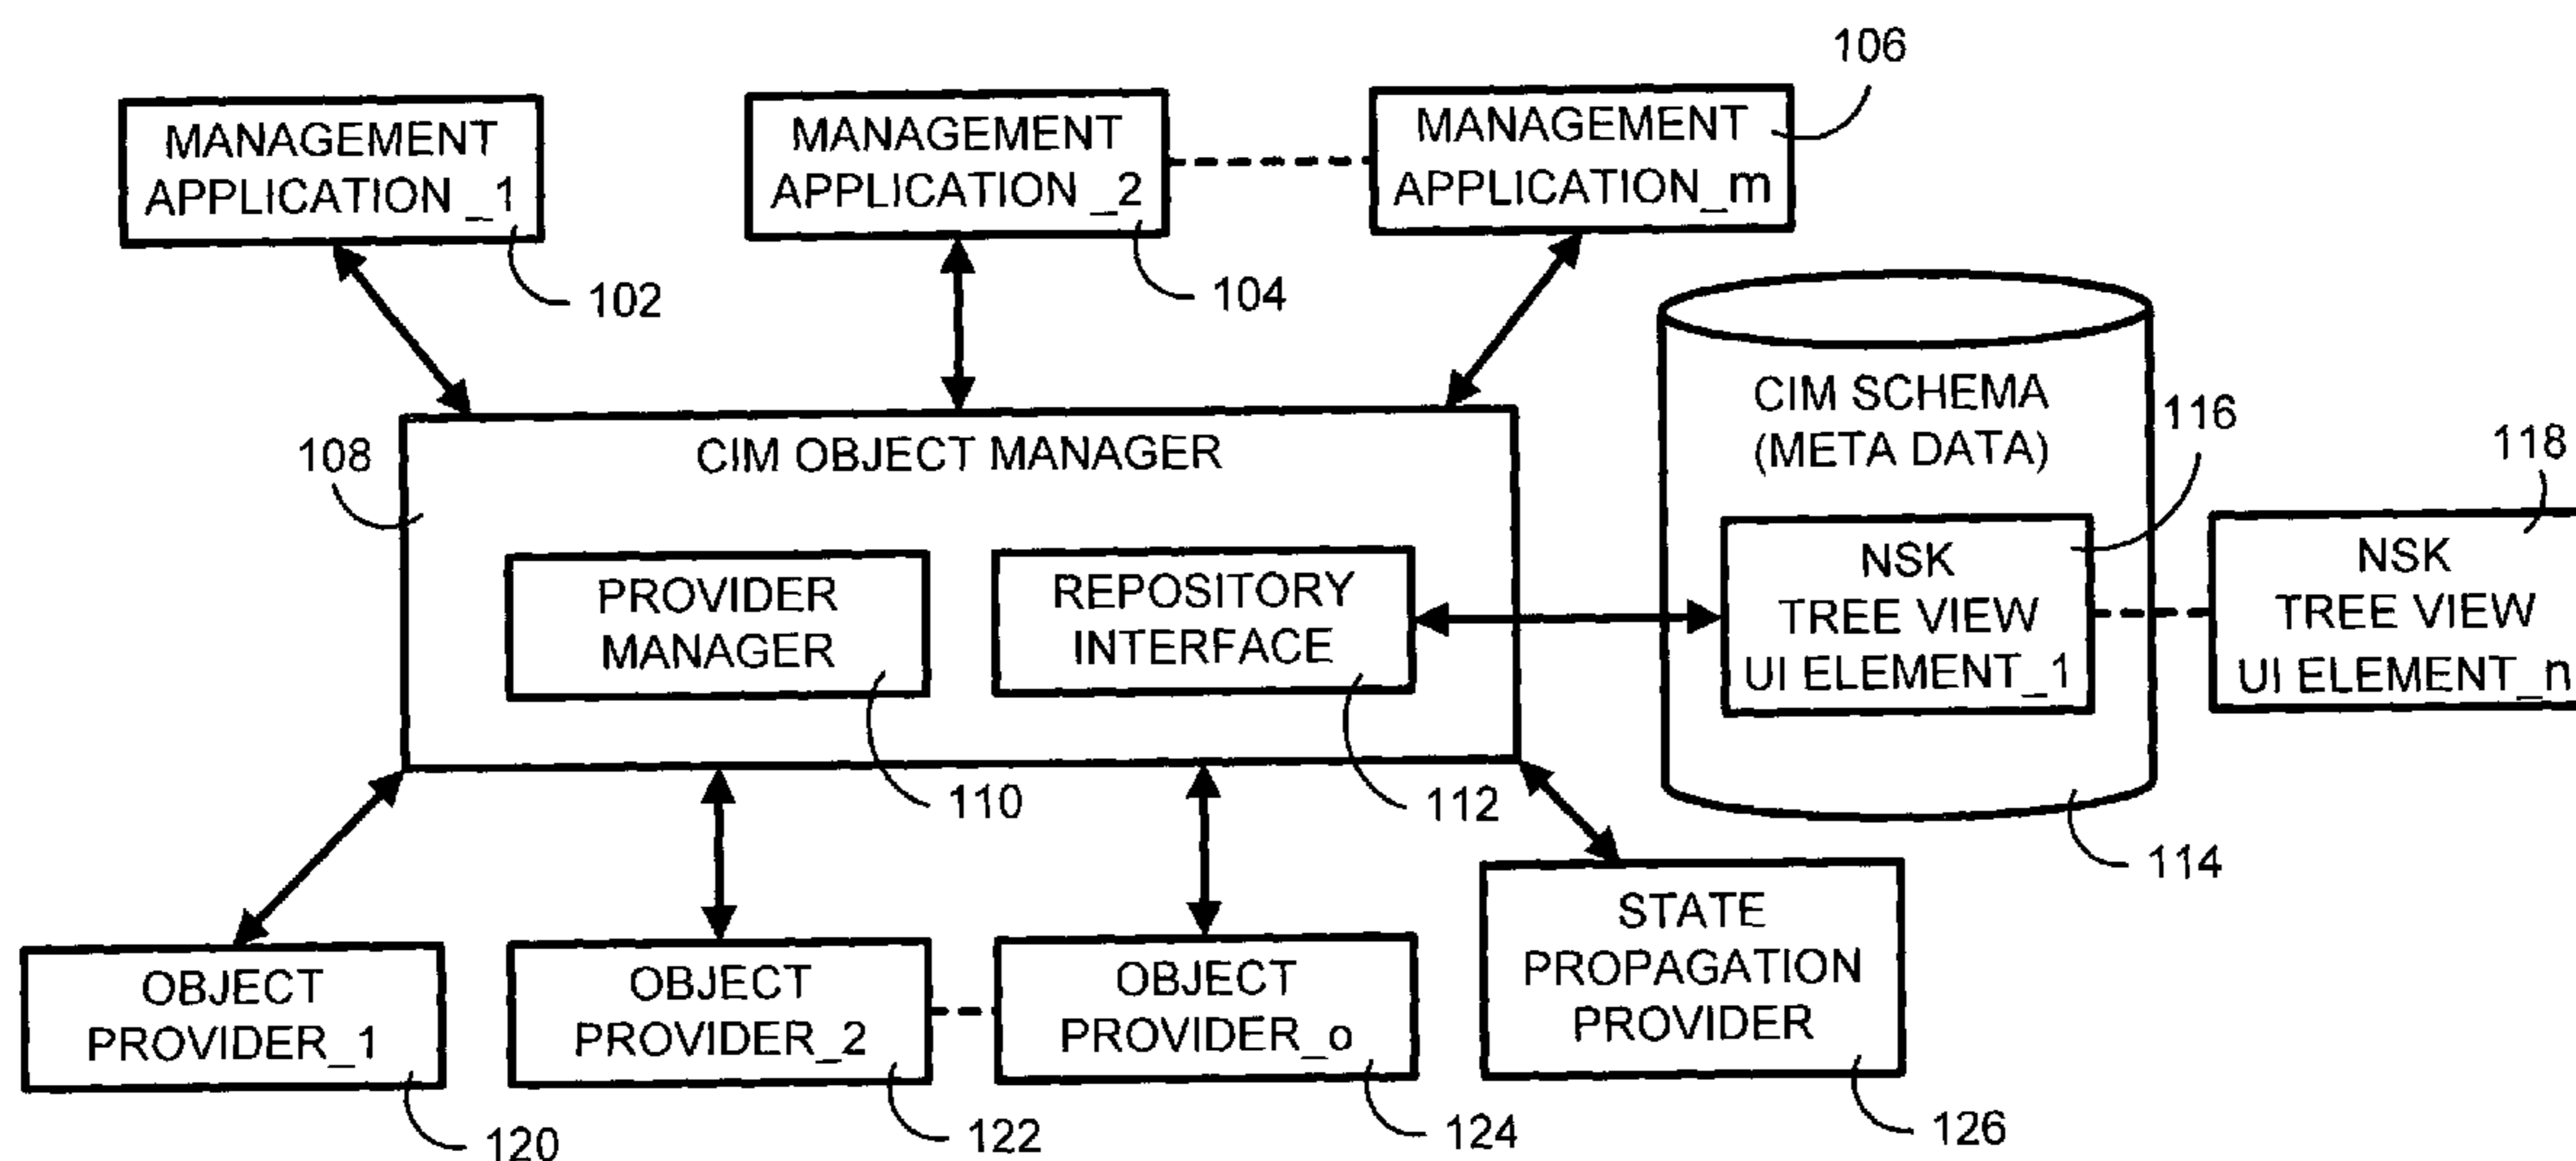 106
MANAGEMENT
APPLICATION _1
MANAGEMENT
APPLICATION _2
MANAGEMENT
APPLICATION_m
102
104
CIM SCHEMA
(META DATA)
116
118
108
CIM OBJECT MANAGER
PROVIDER
MANAGER
REPOSITORY
INTERFACE
NSK
TREE VIEW
UI ELEMENT_1
NSK
TREE VIEW
UI ELEMENT_n
110
112
114
OBJECT
PROVIDER_1
OBJECT
PROVIDER_2
OBJECT
PROVIDER_o
STATE
PROPAGATION
PROVIDER
120
122
124
126